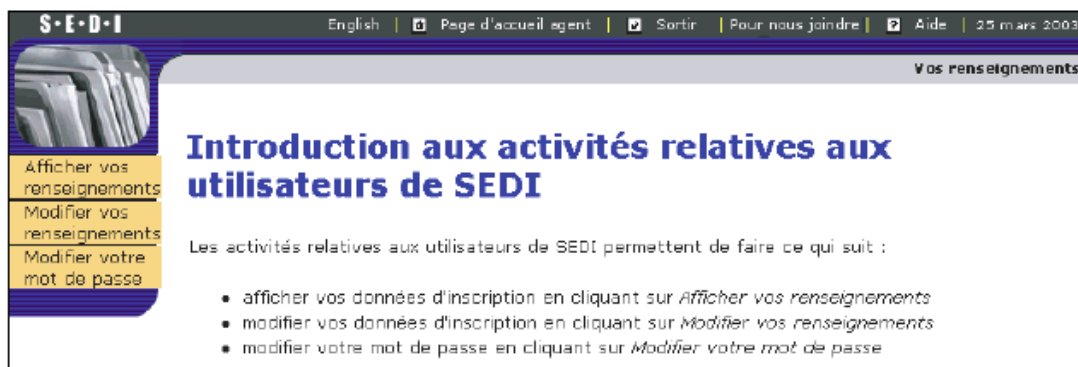 S•E•D•I English | Page d'accueil agent | Sortir | Pour nous joindre | Aide | 25 mars 2003
Vos renseignements
Afficher vos
renseignements
Modifier vos
renseignements
Modifier votre
mot de passe
Introduction aux activités relatives aux
utilisateurs de SEDI
Les activités relatives aux utilisateurs de SEDI permettent de faire ce qui suit :
• afficher vos données d'inscription en cliquant sur Afficher vos renseignements
• modifier vos données d'inscription en cliquant sur Modifier vos renseignements
• modifier votre mot de passe en cliquant sur Modifier votre mot de passe